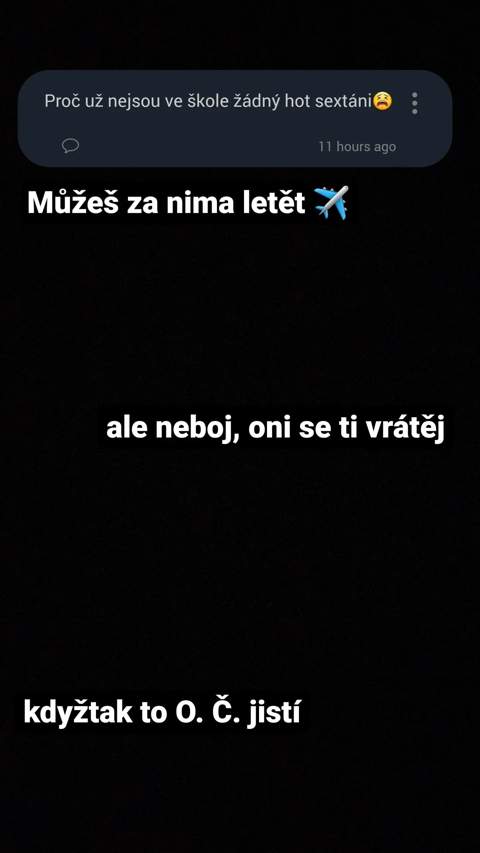 Proč už nejsou ve škole žádný hot sextáni😩
11 hours ago
Můžeš za nima letět ✈️
ale neboj, oni se ti vrátěj
kdyžtak to O. Č. jistí